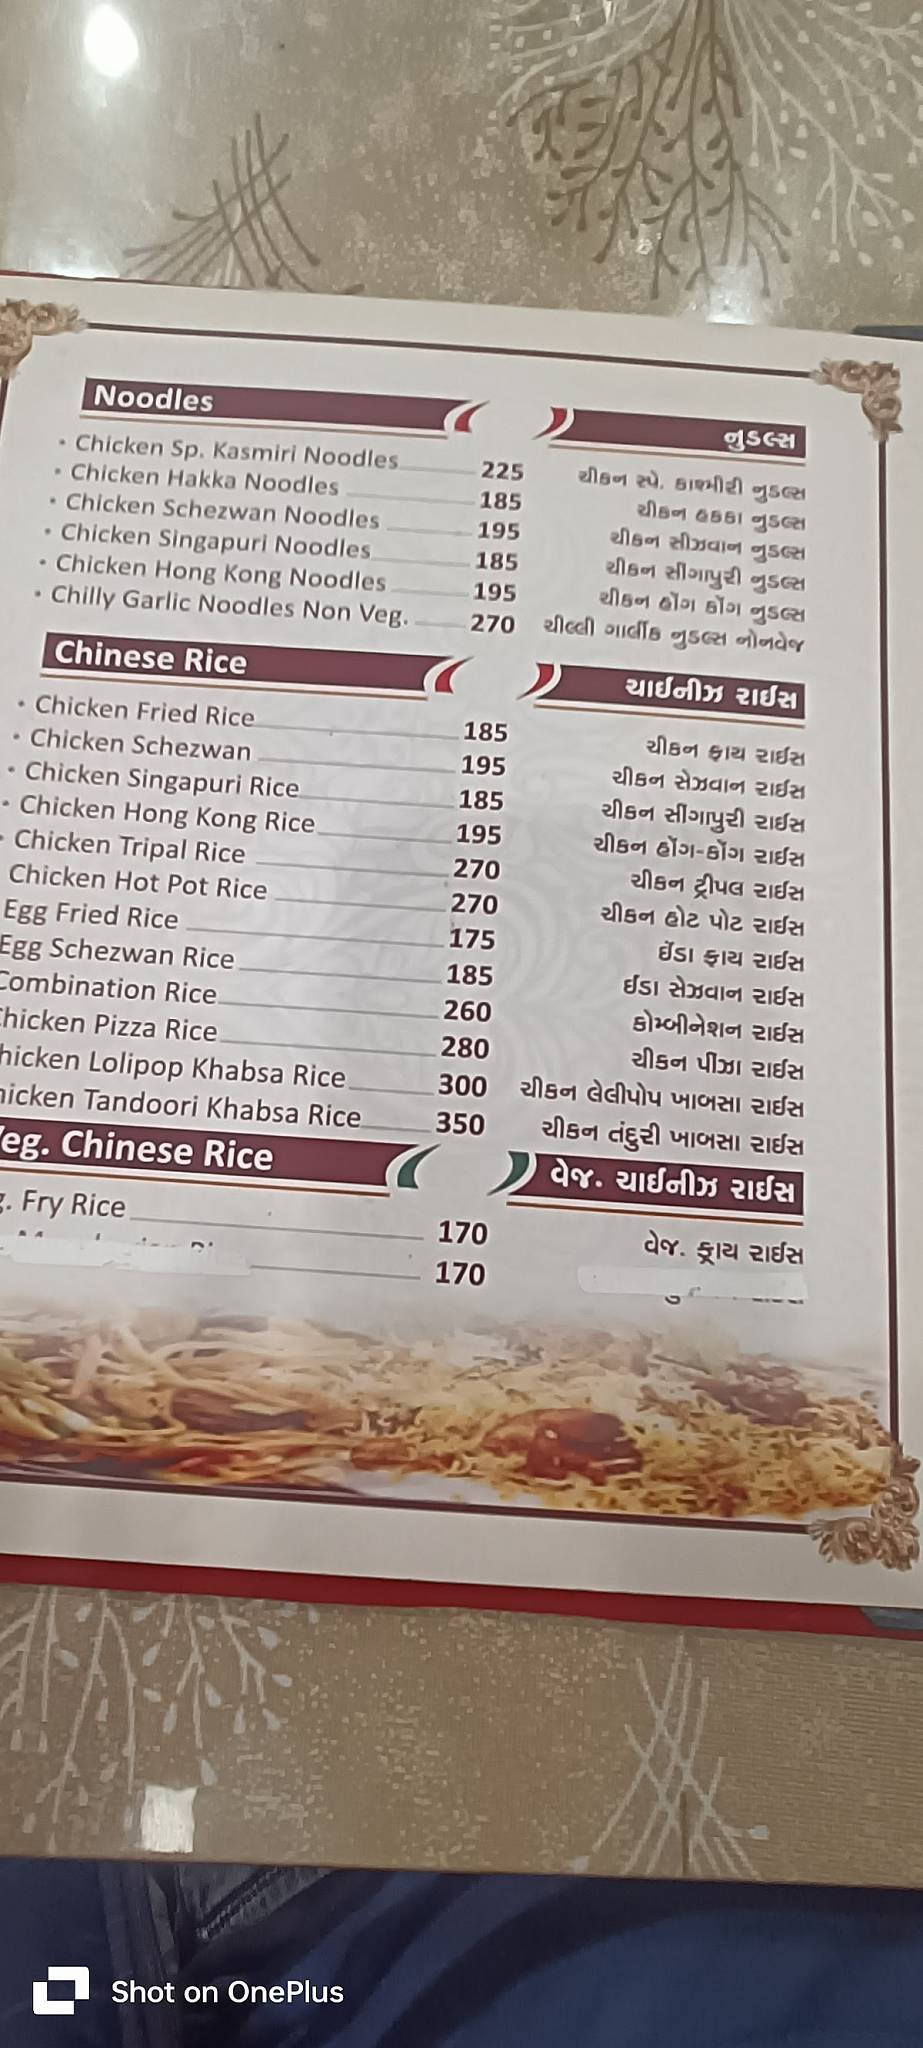 Noodles નુડલ્સ
• Chicken Sp. Kasmiri Noodles 225 ચીકન સ્પે. કાશ્મીરી નુડલ્સ
• Chicken Hakka Noodles 185 ચીકન હકકા નુડલ્સ
• Chicken Schezwan Noodles 195 ચીકન સીઝવાન નુડલ્સ
• Chicken Singapuri Noodles 185 ચીકન સીંગાપુરી નુડલ્સ
• Chicken Hong Kong Noodles 195 ચીકન હોંગ કોંગ નુડલ્સ
• Chilly Garlic Noodles Non Veg. 270 ચીલ્લી ગાર્લીક નુડલ્સ નોનવેજ
Chinese Rice ચાઈનીઝ રાઈસ
• Chicken Fried Rice 185 ચીકન ફ્રાય રાઈસ
• Chicken Schezwan 195 ચીકન સેઝવાન રાઈસ
• Chicken Singapuri Rice 185 ચીકન સીંગાપુરી રાઈસ
• Chicken Hong Kong Rice 195 ચીકન હોંગ-કોંગ રાઈસ
• Chicken Tripal Rice 270 ચીકન ટ્રીપલ રાઈસ
Chicken Hot Pot Rice 270 ચીકન હોટ પોટ રાઈસ
Egg Fried Rice 175 ઈંડા ફ્રાય રાઈસ
Egg Schezwan Rice 185 ઈંડા સેઝવાન રાઈસ
Combination Rice 260 કોમ્બીનેશન રાઈસ
Chicken Pizza Rice 280 ચીકન પીંઝા રાઈસ
hicken Lolipop Khabsa Rice 300 ચીકન લેલીપોપ ખાબસા રાઈસ
icken Tandoori Khabsa Rice 350 ચીકન તંદુરી ખાબસા રાઈસ
eg. Chinese Rice વેજ. ચાઈનીઝ રાઈસ
. Fry Rice 170 વેજ. ફ્રાય રાઈસ
170
Shot on OnePlus